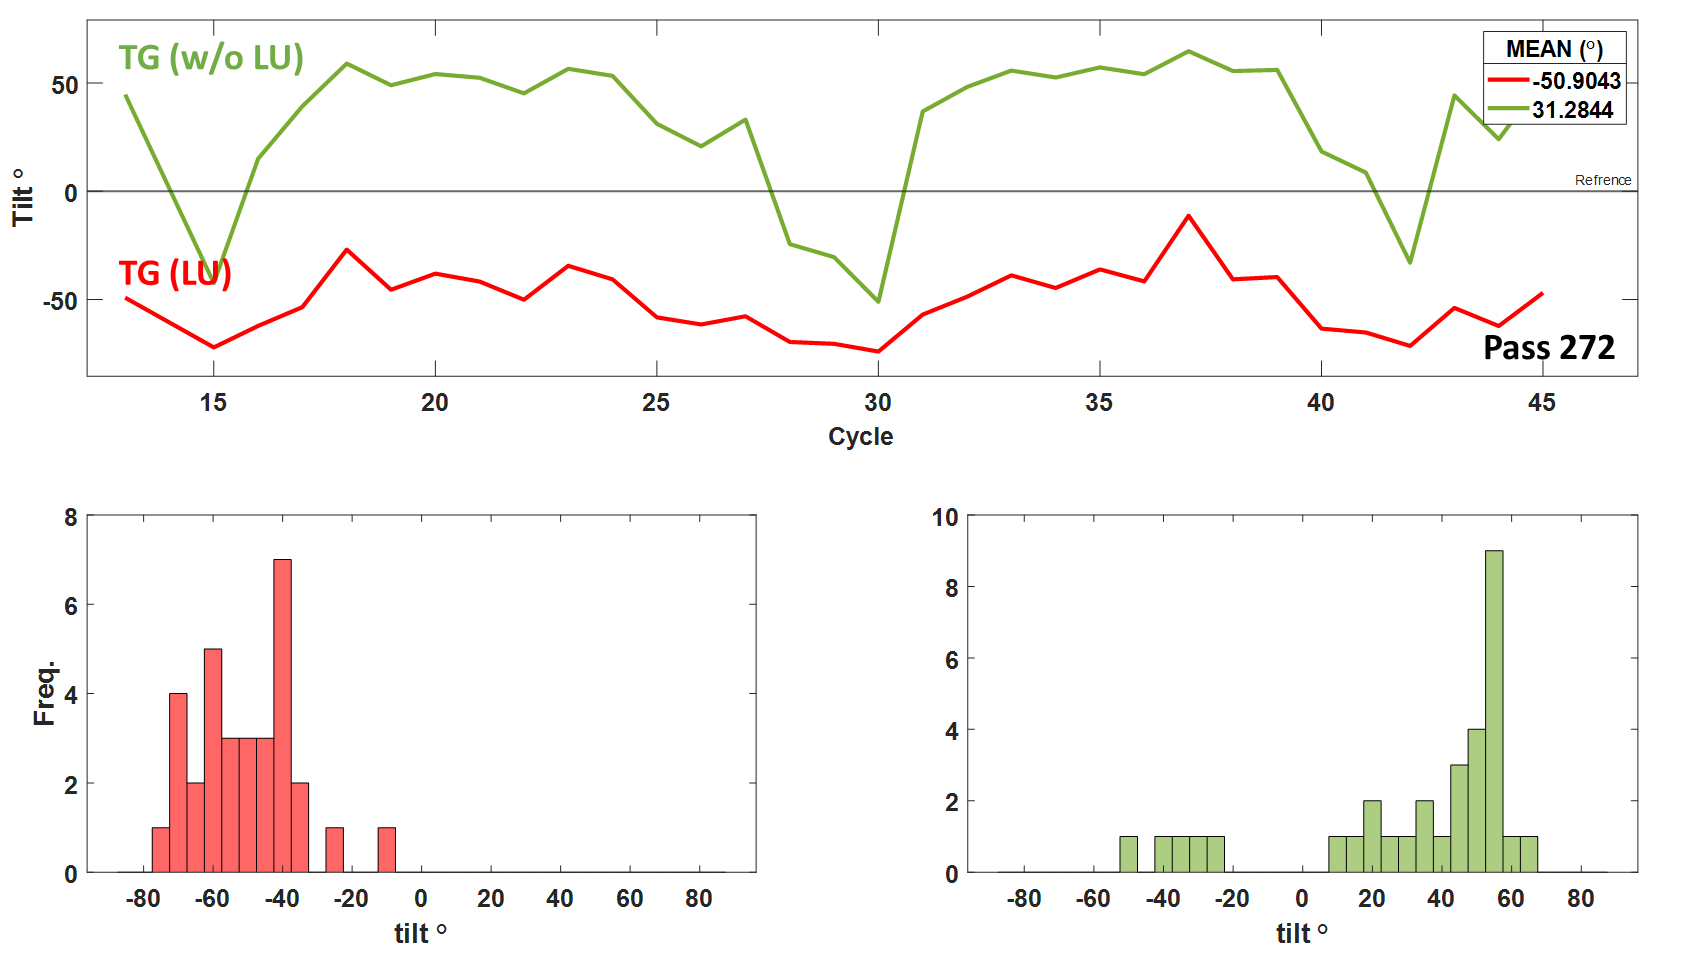 TG (w/o LU)
MEAN (°)
-50.9043
31.2844
50
0
-50
Tilt °
Refrence
TG (LU)
Pass 272
15 20 25 30 35 40 45
Cycle
8
6
4
2
0
Freq.
-80 -60 -40 -20 0 20 40 60 80
tilt °
10
8
6
4
2
0
-80 -60 -40 -20 0 20 40 60 80
tilt °